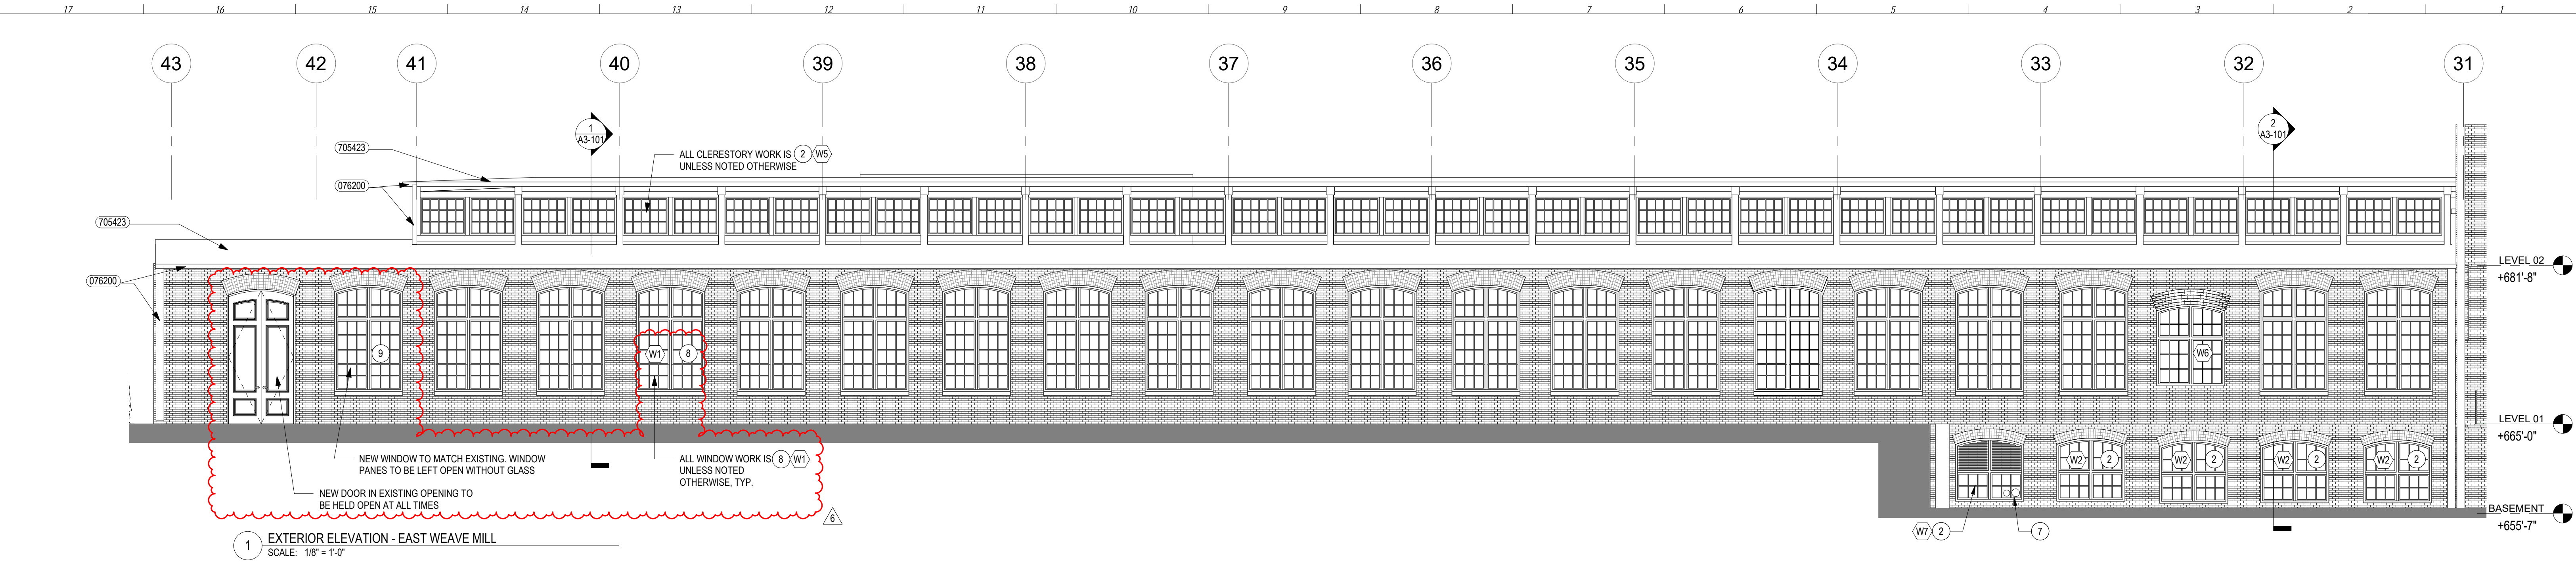 17 16 15 14 13 12 11 10 9 8 7 6 5 4 3 2 1
43 42 41 40 39 38 37 36 35 34 33 32 31
1
A3-101
2
A3-101
705423
ALL CLERESTORY WORK IS 2 W5
UNLESS NOTED OTHERWISE
076200
705423
LEVEL 02
+681'-8"
076200
9
W1 8
W6
LEVEL 01
+665'-0"
NEW WINDOW TO MATCH EXISTING. WINDOW
PANES TO BE LEFT OPEN WITHOUT GLASS
ALL WINDOW WORK IS 8 W1
UNLESS NOTED
OTHERWISE, TYP.
W2 2 W2 2 W2 2 W2 2
NEW DOOR IN EXISTING OPENING TO
BE HELD OPEN AT ALL TIMES
BASEMENT
+655'-7"
6
W7 2
7
1
EXTERIOR ELEVATION - EAST WEAVE MILL
SCALE: 1/8" = 1'-0"